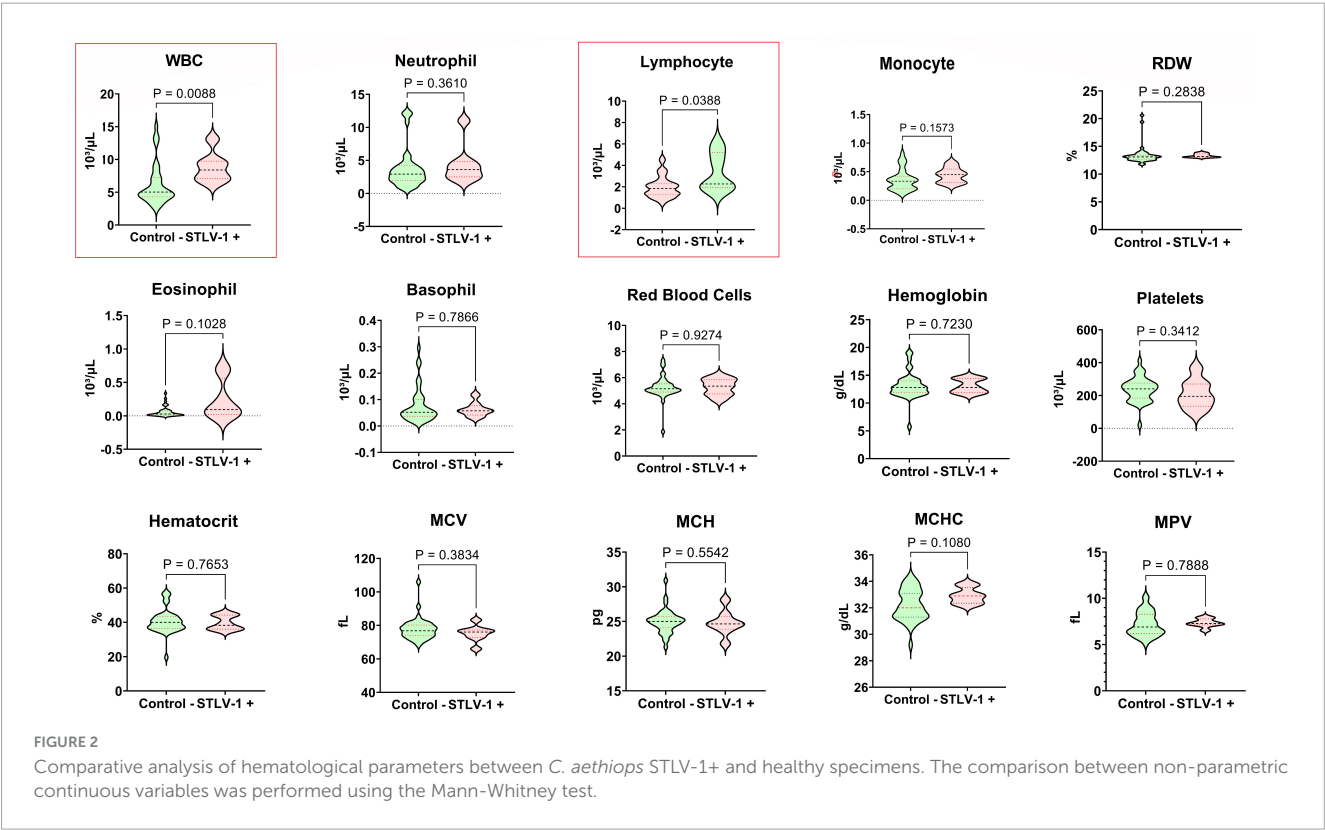 WBC
20
15
10
5
0
10³/µL
P = 0.0088
Control - STLV-1 +
Neutrophil
15
10
5
0
-5
10³/µL
P = 0.3610
Control - STLV-1 +
Lymphocyte
10
8
6
4
2
0
-2
10³/µL
P = 0.0388
Control - STLV-1 +
Monocyte
1.5
1.0
0.5
0.0
-0.5
10³/µL
P = 0.1573
Control - STLV-1 +
RDW
25
20
15
10
5
0
%
P = 0.2838
Control - STLV-1 +
Eosinophil
1.5
1.0
0.5
0.0
-0.5
10³/µL
P = 0.1028
Control - STLV-1 +
Basophil
0.4
0.3
0.2
0.1
0.0
-0.1
10³/µL
P = 0.7866
Control - STLV-1 +
Red Blood Cells
10
8
6
4
2
0
10³/µL
P = 0.9274
Control - STLV-1 +
Hemoglobin
25
20
15
10
5
0
g/dL
P = 0.7230
Control - STLV-1 +
Platelets
600
400
200
0
-200
10³/µL
P = 0.3412
Control - STLV-1 +
Hematocrit
80
60
40
20
0
%
P = 0.7653
Control - STLV-1 +
MCV
120
100
80
60
40
fL
P = 0.3834
Control - STLV-1 +
MCH
35
30
25
20
15
pg
P = 0.5542
Control - STLV-1 +
MCHC
36
34
32
30
28
26
g/dL
P = 0.1080
Control - STLV-1 +
MPV
15
10
5
0
fL
P = 0.7888
Control - STLV-1 +
FIGURE 2
Comparative analysis of hematological parameters between C. aethiops STLV-1+ and healthy specimens. The comparison between non-parametric
continuous variables was performed using the Mann-Whitney test.